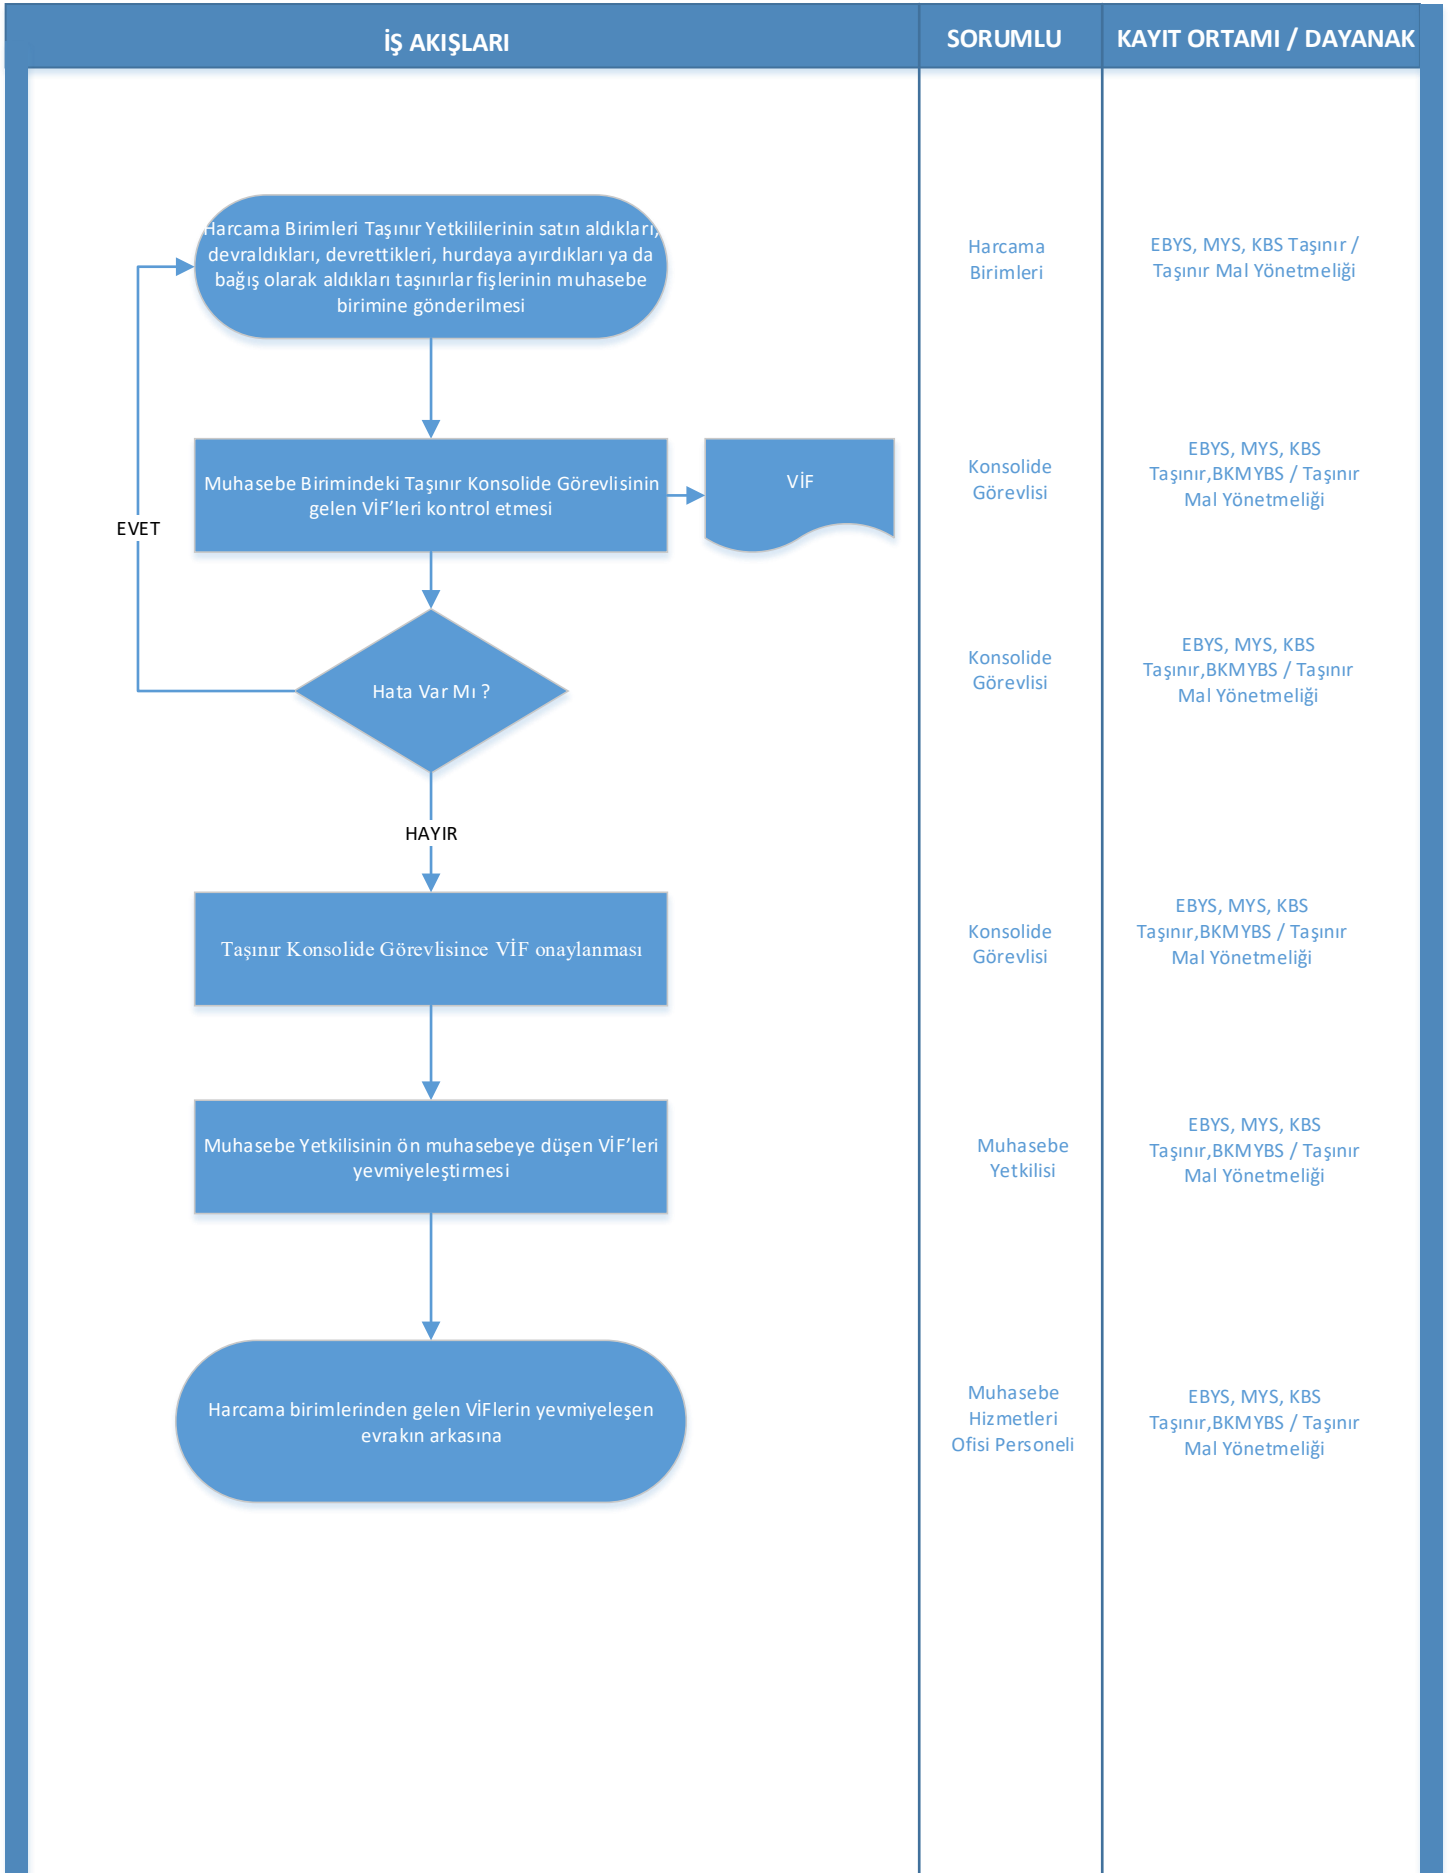 İŞ AKIŞLARI
SORUMLU
KAYIT ORTAMI / DAYANAK
Harcama Birimleri Taşınır Yetkililerinin satın aldıkları,
devraldıkları, devrettikleri, hurdaya ayırdıkları ya da
bağış olarak aldıkları taşınırlar fişlerinin muhasebe
birimine gönderilmesi
Harcama
Birimleri
EBYS, MYS, KBS Taşınır /
Taşınır Mal Yönetmeliği
Muhasebe Birimindeki Taşınır Konsolide Görevlisinin
gelen VİF’leri kontrol etmesi
VİF
Konsolide
Görevlisi
EBYS, MYS, KBS
Taşınır,BKMYBS / Taşınır
Mal Yönetmeliği
EVET
Hata Var Mı ?
Konsolide
Görevlisi
EBYS, MYS, KBS
Taşınır,BKMYBS / Taşınır
Mal Yönetmeliği
HAYIR
Taşınır Konsolide Görevlisince VİF onaylanması
Konsolide
Görevlisi
EBYS, MYS, KBS
Taşınır,BKMYBS / Taşınır
Mal Yönetmeliği
Muhasebe Yetkilisinin ön muhasebeye düşen VİF’leri
yevmiyeleştirmesi
Muhasebe
Yetkilisi
EBYS, MYS, KBS
Taşınır,BKMYBS / Taşınır
Mal Yönetmeliği
Harcama birimlerinden gelen VİFlerin yevmiyeleşen
evrakın arkasına
Muhasebe
Hizmetleri
Ofisi Personeli
EBYS, MYS, KBS
Taşınır,BKMYBS / Taşınır
Mal Yönetmeliği